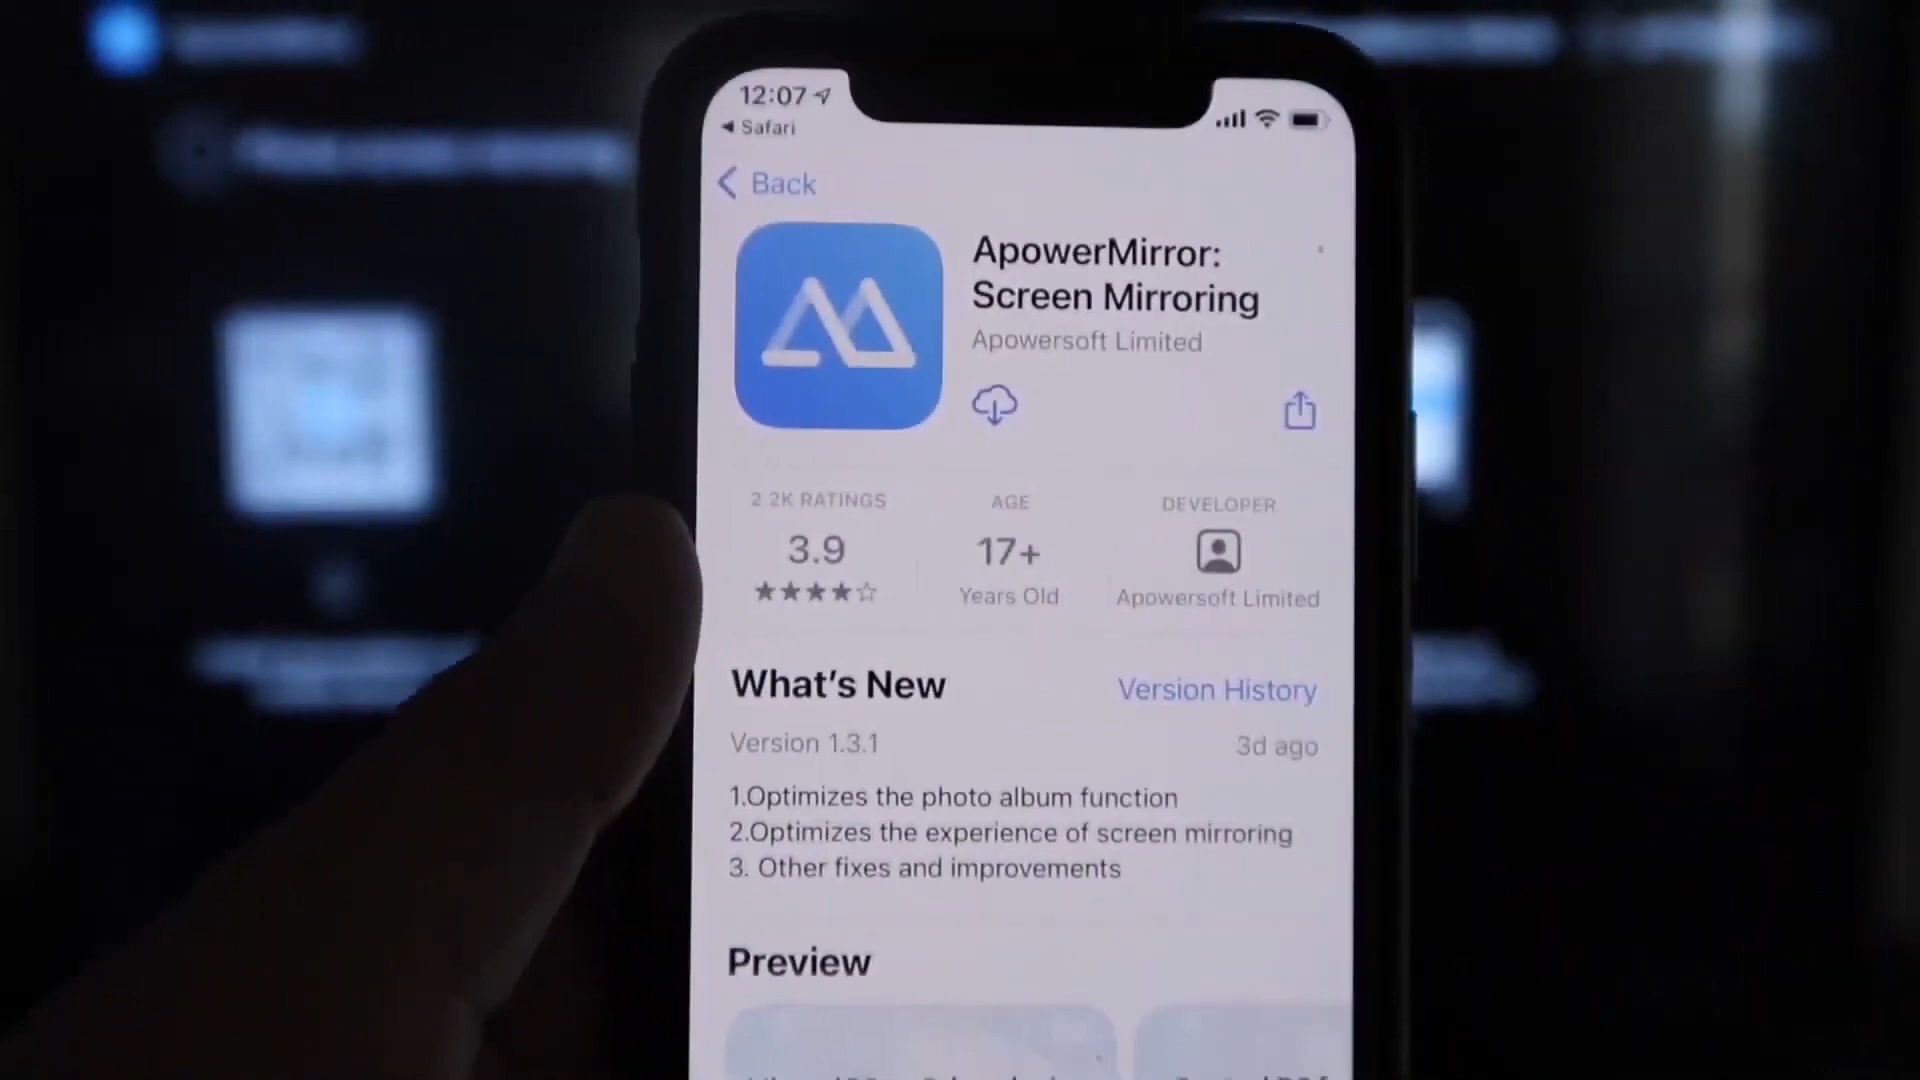 12:07
Safari
Back
ApowerMirror:
Screen Mirroring
Apowersoft Limited
2.2K RATINGS
AGE
DEVELOPER
3.9
17+
Years Old
Apowersoft Limited
What's New
Version History
Version 1.3.1
3d ago
1.Optimizes the photo album function
2.Optimizes the experience of screen mirroring
3. Other fixes and improvements
Preview